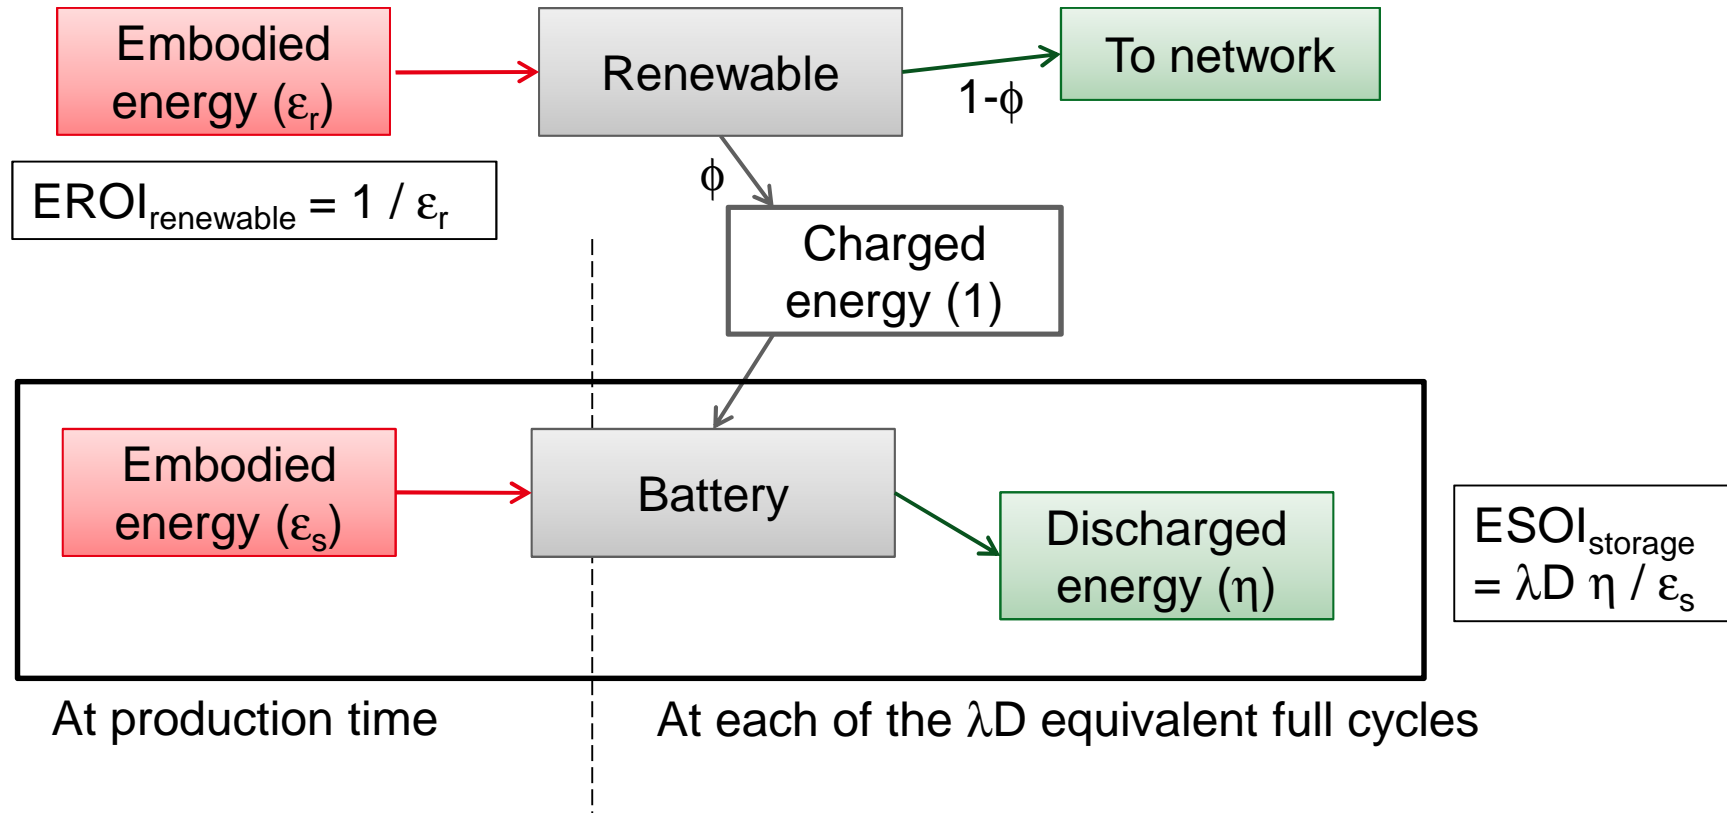 Embodied
energy (εr)
Renewable
To network
1-ϕ
EROIrenewable = 1 / εr
ϕ
Charged
energy (1)
Embodied
energy (εs)
Battery
Discharged
energy (η)
ESOIstorage
= λD η / εs
At production time
At each of the λD equivalent full cycles